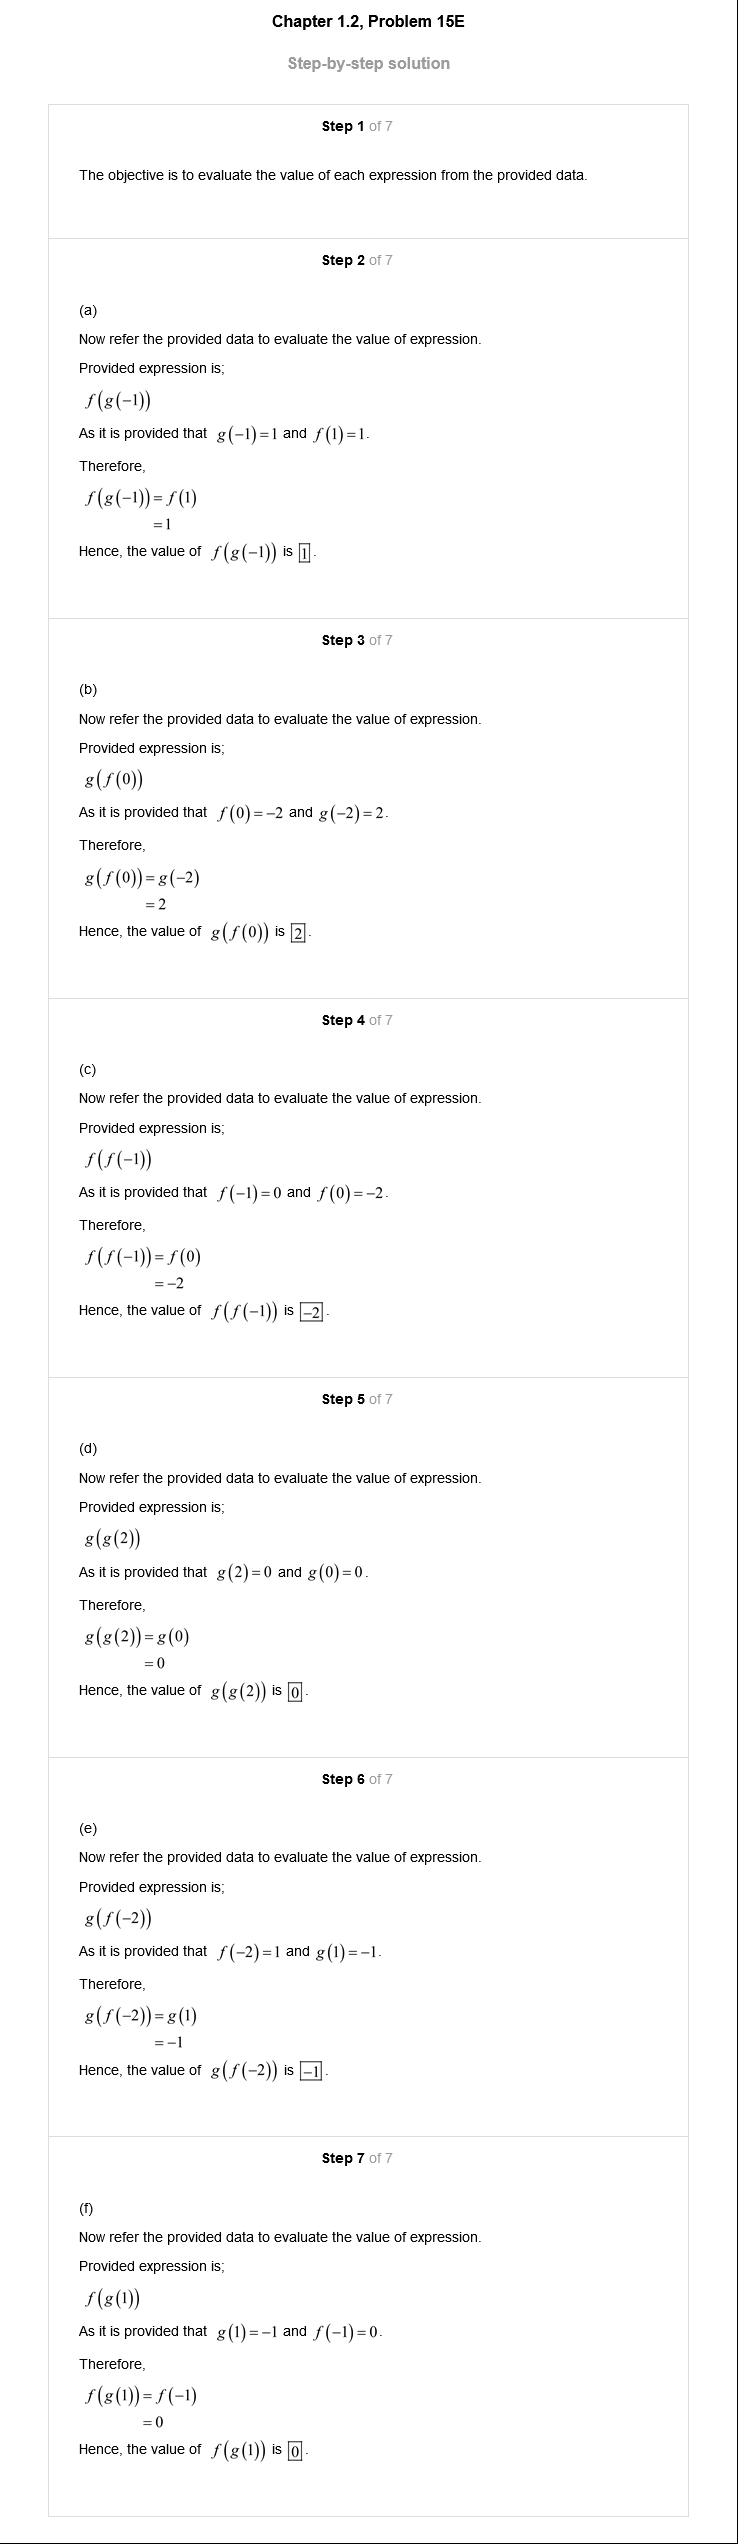 Chapter 1.2, Problem 15E
Step-by-step solution
Step 1 of 7
The objective is to evaluate the value of each expression from the provided data.
Step 2 of 7
(a)
Now refer the provided data to evaluate the value of expression.
Provided expression is;
f(g(−1))
As it is provided that g(−1)=1 and f(1)=1.
Therefore,
f(g(−1))=f(1)
=1
Hence, the value of f(g(−1)) is 1.
Step 3 of 7
(b)
Now refer the provided data to evaluate the value of expression.
Provided expression is;
g(f(0))
As it is provided that f(0)=−2 and g(−2)=2.
Therefore,
g(f(0))=g(−2)
=2
Hence, the value of g(f(0)) is 2.
Step 4 of 7
(c)
Now refer the provided data to evaluate the value of expression.
Provided expression is;
f(f(−1))
As it is provided that f(−1)=0 and f(0)=−2.
Therefore,
f(f(−1))=f(0)
=−2
Hence, the value of f(f(−1)) is −2.
Step 5 of 7
(d)
Now refer the provided data to evaluate the value of expression.
Provided expression is;
g(g(2))
As it is provided that g(2)=0 and g(0)=0.
Therefore,
g(g(2))=g(0)
=0
Hence, the value of g(g(2)) is 0.
Step 6 of 7
(e)
Now refer the provided data to evaluate the value of expression.
Provided expression is;
g(f(−2))
As it is provided that f(−2)=1 and g(1)=−1.
Therefore,
g(f(−2))=g(1)
=−1
Hence, the value of g(f(−2)) is −1.
Step 7 of 7
(f)
Now refer the provided data to evaluate the value of expression.
Provided expression is;
f(g(1))
As it is provided that g(1)=−1 and f(−1)=0.
Therefore,
f(g(1))=f(−1)
=0
Hence, the value of f(g(1)) is 0.